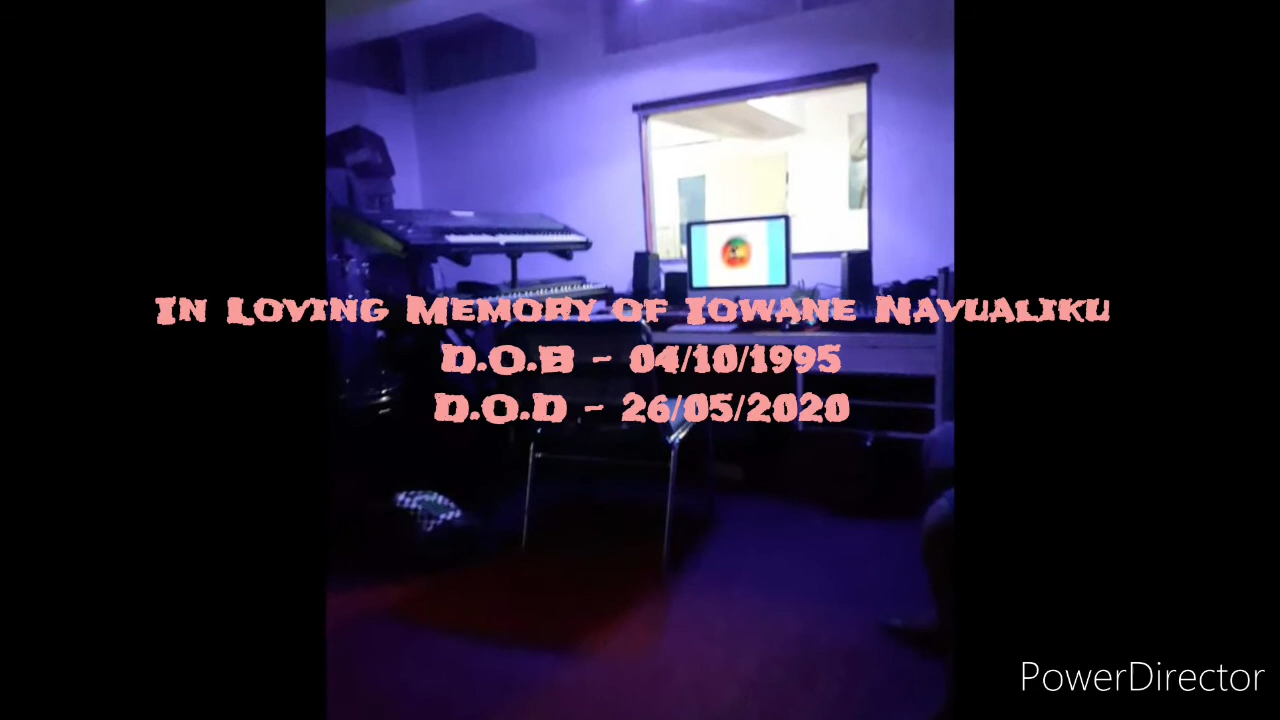 In Loving Memory of Iowane Navualiku
D.O.B - 04/10/1995
D.O.D - 26/05/2020
PowerDirector